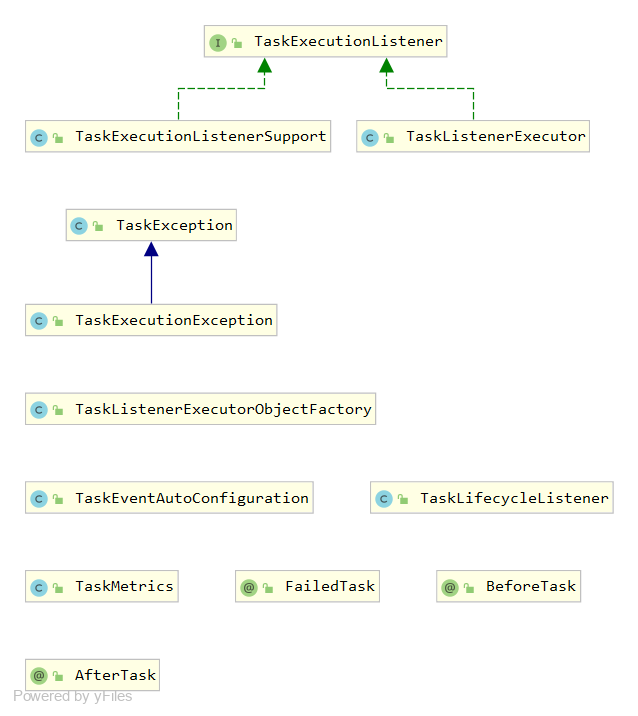 I TaskExecutionListener
C TaskExecutionListenerSupport
C TaskListenerExecutor
C TaskException
C TaskExecutionException
C TaskListenerExecutorObjectFactory
C TaskEventAutoConfiguration
C TaskLifecycleListener
C TaskMetrics
@ FailedTask
@ BeforeTask
@ AfterTask
Powered by yFiles